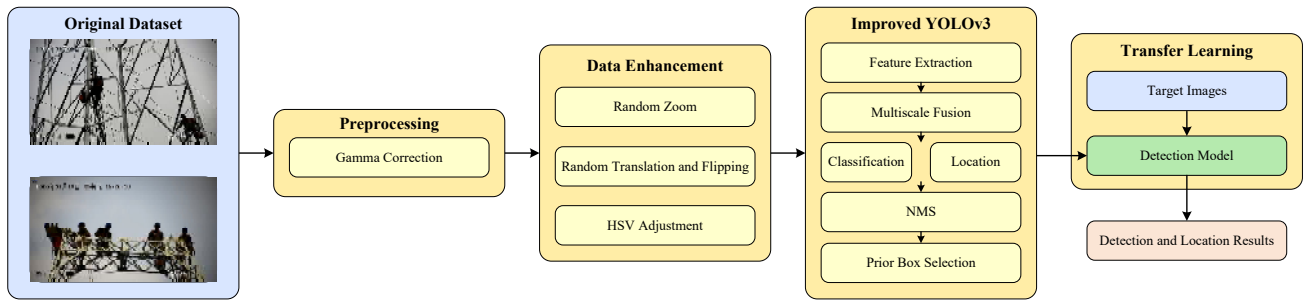 Original Dataset
Preprocessing
Gamma Correction
Data Enhancement
Random Zoom
Random Translation and Flipping
HSV Adjustment
Improved YOLOv3
Feature Extraction
Multiscale Fusion
Classification
Location
NMS
Prior Box Selection
Transfer Learning
Target Images
Detection Model
Detection and Location Results